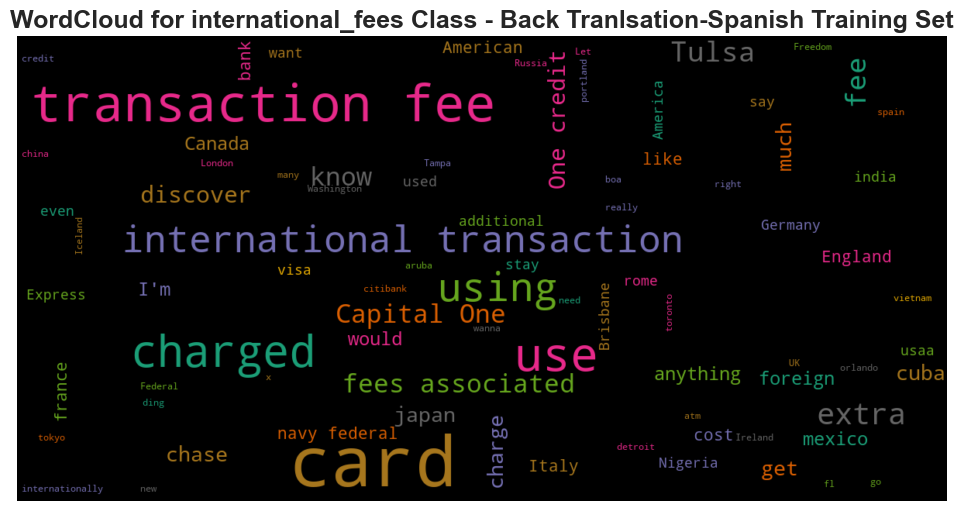 WordCloud for international_fees Class - Back Tranlsation-Spanish Training Set
credit
bank
want
American
Russia
Let
One credit
portland
Tulsa
Freedom
fee
transaction fee
America
say
spain
much
china
Canada
London
many
know
Washington
Tampa
used
like
boa
right
india
discover
even
Iceland
really
additional
Germany
international transaction
England
visa
aruba
stay
Express
I'm
citibank
using
need
rome
Brisbane
toronto
vietnam
Capital One
wanna
would
charged
use
UK
orlando
usaa
france
×
Federal
fees associated
anything
foreign
cuba
ding
japan
atm
extra
tokyo
navy federal
charge
cost
Ireland
mexico
chase
card
Italy
detroit
Nigeria
get
internationally
new
fl
go